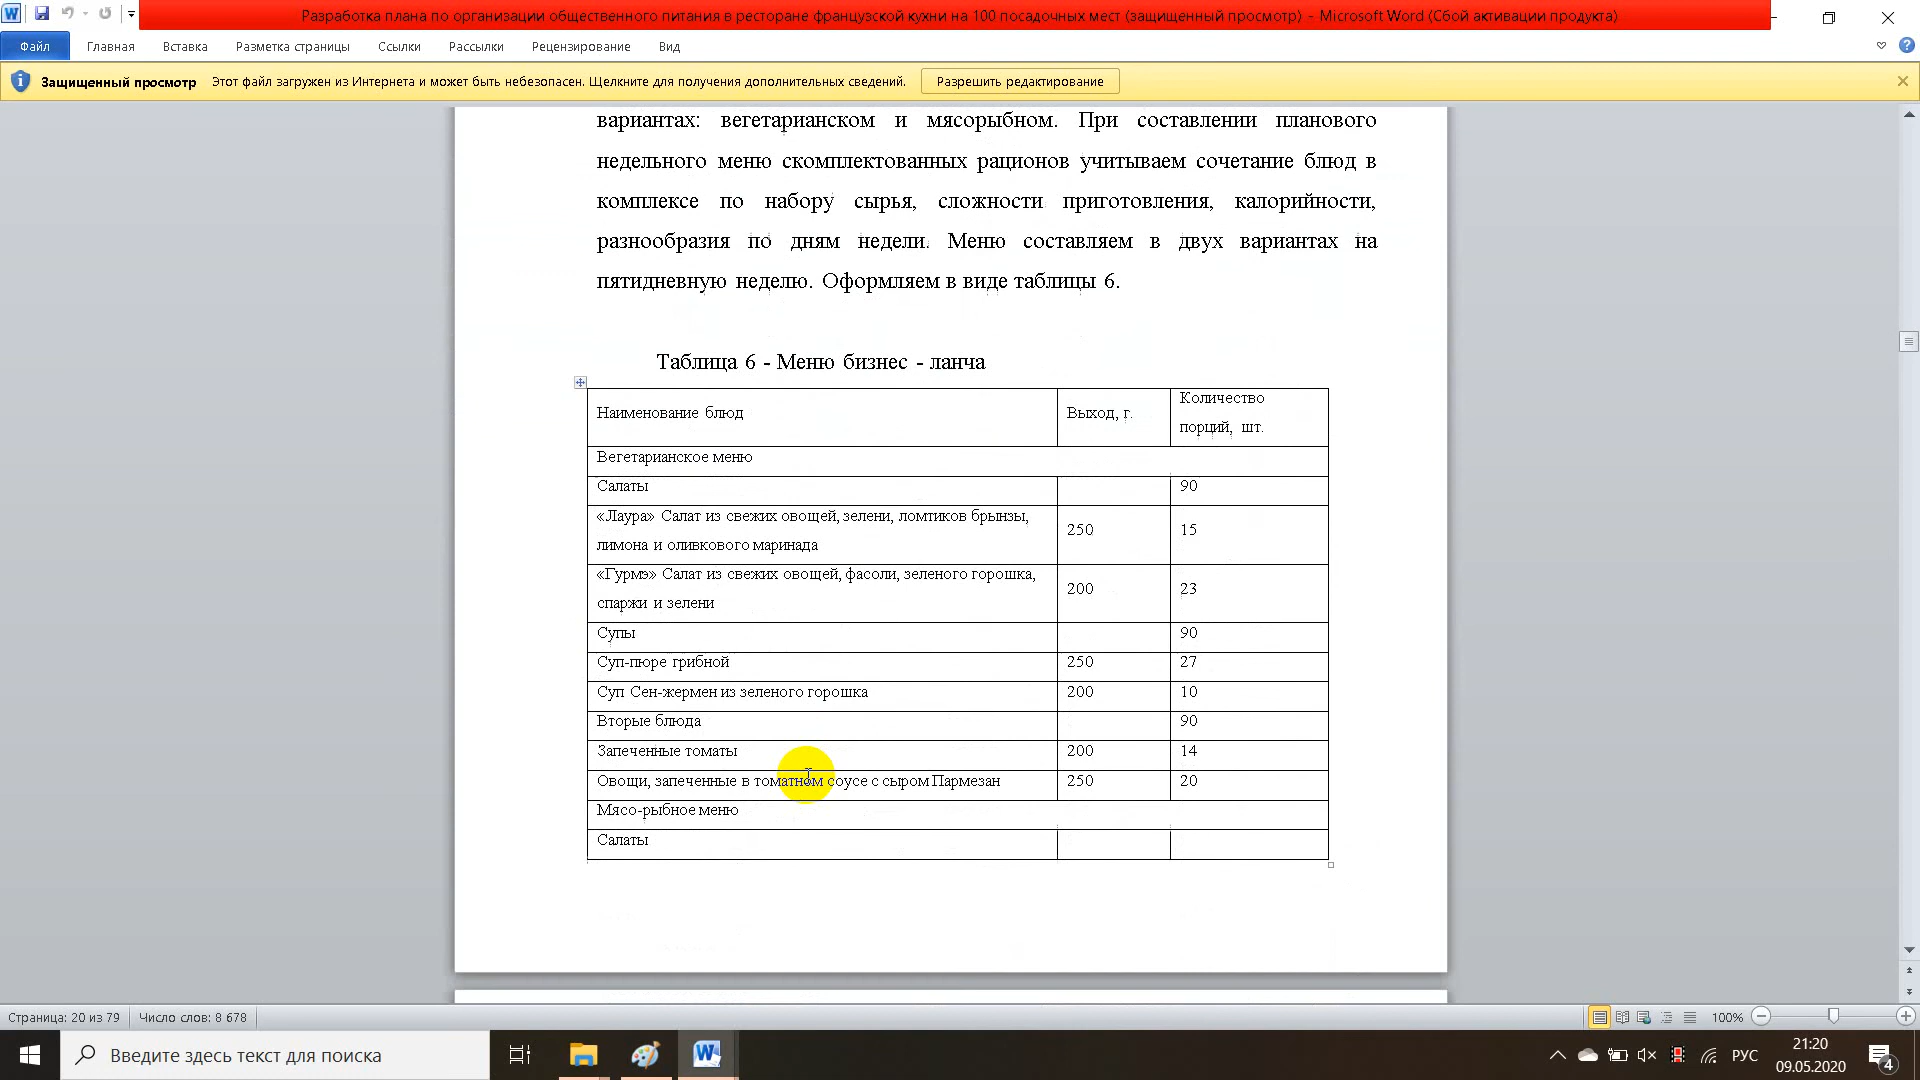 Разработка плана по организации общественного питания в ресторане французской кухни на 100 посадочных мест (защищенный просмотр) - Microsoft Word (Сбой активации продукта)
Файл Главная Вставка Разметка страницы Ссылки Рассылки Рецензирование Вид
Защищенный просмотр Этот файл загружен из Интернета и может быть небезопасен. Щелкните для получения дополнительных сведений. Разрешить редактирование
вариантах: вегетарианском и мясорыбном. При составлении планового
недельного меню скомплектованных рационов учитываем сочетание блюд в
комплексе по набору сырья, сложности приготовления, калорийности,
разнообразия по дням недели. Меню составляем в двух вариантах на
пятидневную неделю. Оформляем в виде таблицы 6.
Таблица 6 - Меню бизнес - ланча
Наименование блюд Выход, г. Количество
порций, шт.
Вегетарианское меню
Салаты 90
«Лаура» Салат из свежих овощей, зелени, ломтиков брынзы,
лимона и оливкового маринада 250 15
«Гурмэ» Салат из свежих овощей, фасоли, зеленого горошка,
спаржи и зелени 200 23
Супы 90
Суп-пюре грибной 250 27
Суп Сен-жермен из зеленого горошка 200 10
Вторые блюда 90
Запеченные томаты 200 14
Овощи, запеченные в томатном соусе с сыром Пармезан 250 20
Мясо-рыбное меню
Салаты
Страница: 20 из 79 Число слов: 8 678 100%
Введите здесь текст для поиска РУС 21:20
09.05.2020 4